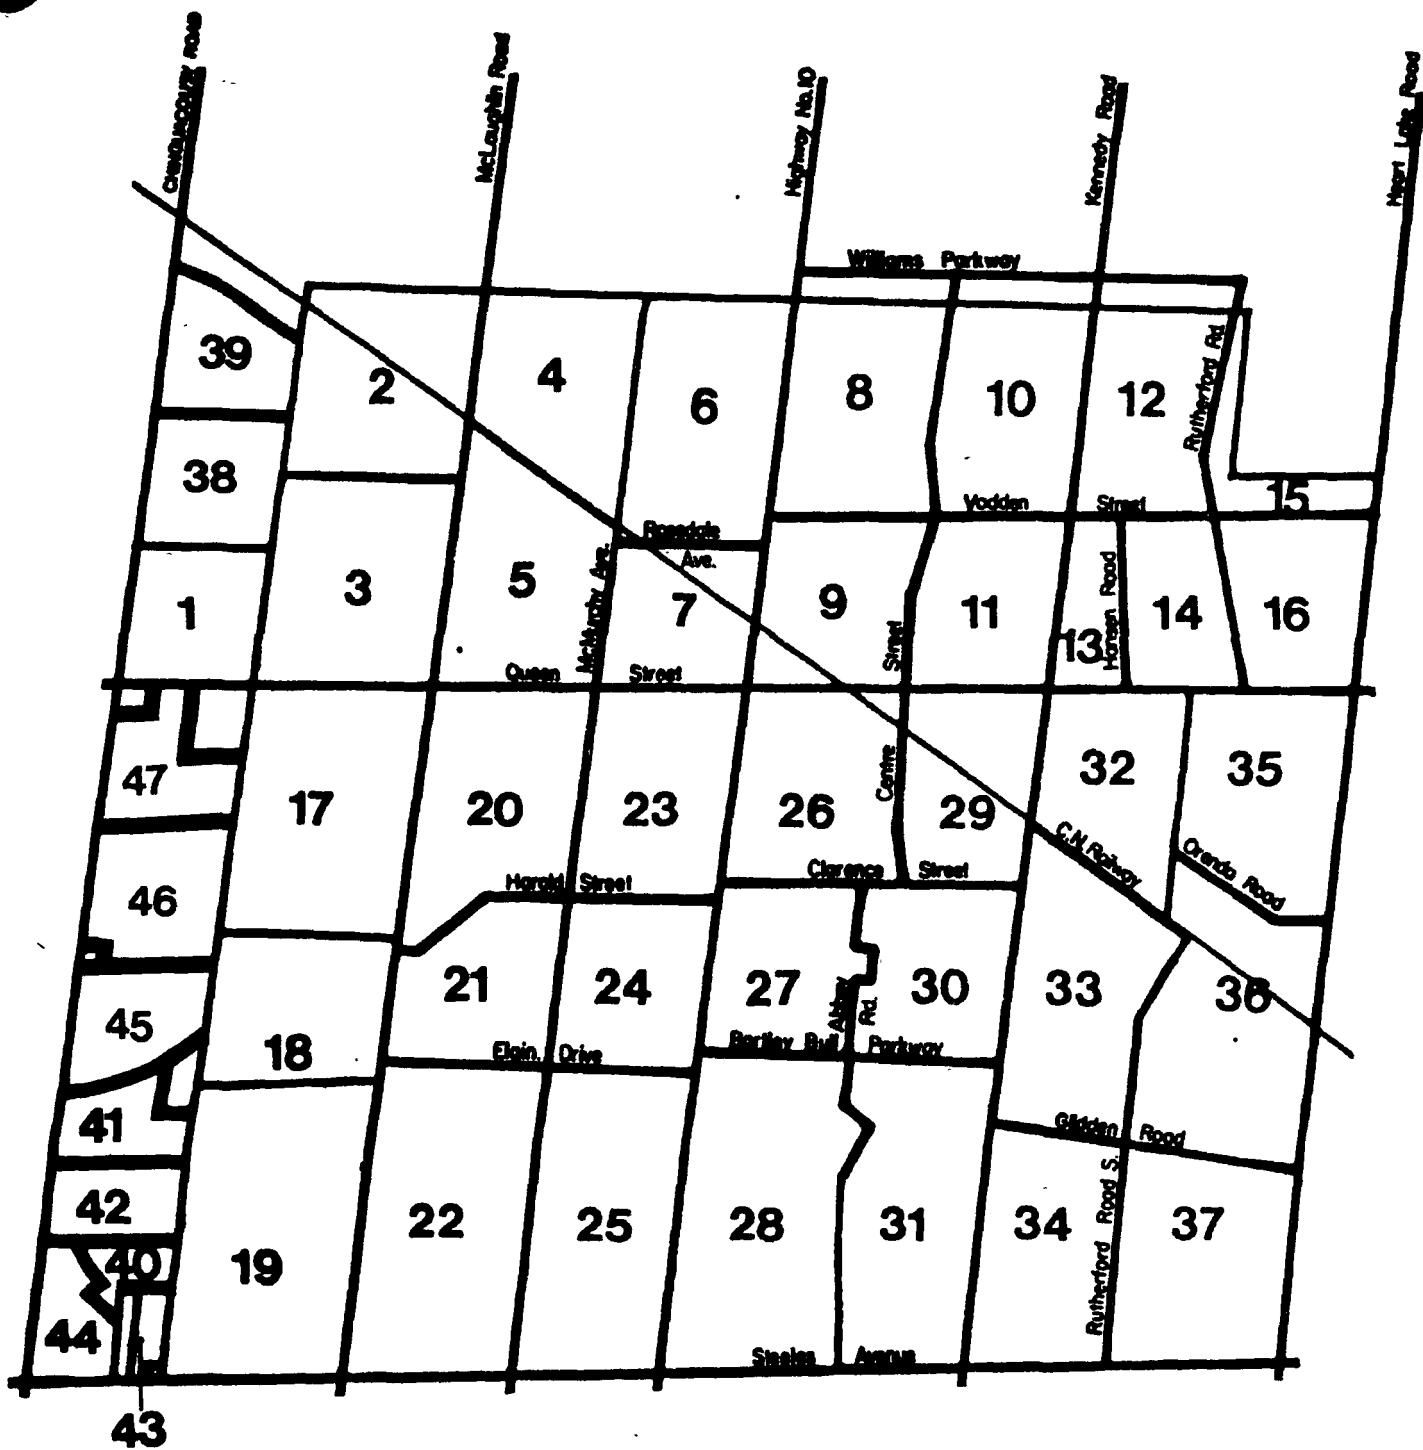 CHINGUACOUSY ROAD
McLaughlin Road
Highway No.10
Kennedy Road
Heart Lake Road
Williams Parkway
39
2
4
6
8
10
12
Rutherford Rd.
38
Vodden Street
15
Rosedale
Ave.
1
3
5
McMurchy Ave.
7
9
Street
11
13
Hansen Road
14
16
Queen Street
47
17
20
23
26
Centre
29
32
35
C.N. Railway
Orenda Road
Clarence Street
Harold Street
46
21
24
27
Abbey
Rd.
30
33
36
45
18
Elgin Drive
Bartley Bull Parkway
41
Glidden Road
42
22
25
28
31
34
Rutherford Road S.
37
40
19
44
Steeles Avenue
43